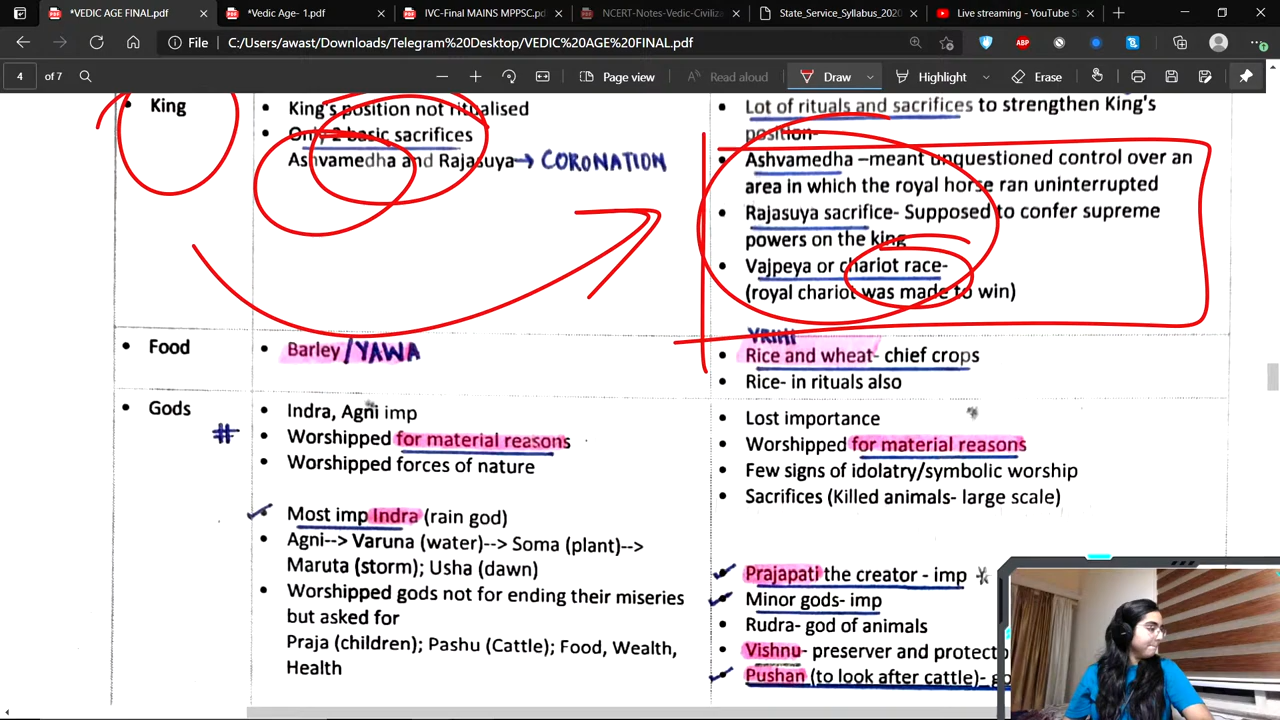 *VEDIC AGE FINAL.pdf
*Vedic Age- 1.pdf
IVC-Final MAINS MPPSC.pdf
NCERT-Notes-Vedic-Civiliza
State_Service_Syllabus_2020
Live streaming - YouTube S
File
C:/Users/awast/Downloads/Telegram%20Desktop/VEDIC%20AGE%20FINAL.pdf
4 of 7
Page view
Read aloud
Draw
Highlight
Erase
• King
• King's position not ritualised
• Only 2 basic sacrifices
Ashvamedha and Rajasuya→ CORONATION
• Lot of rituals and sacrifices to strengthen King's
position-
• Ashvamedha –meant unquestioned control over an
area in which the royal horse ran uninterrupted
• Rajasuya sacrifice- Supposed to confer supreme
powers on the king
• Vajpeya or chariot race-
(royal chariot was made to win)
• Food
• Barley/YAWA
VRIHI
• Rice and wheat- chief crops
• Rice- in rituals also
• Gods
#
• Indra, Agni imp
• Worshipped for material reasons
• Worshipped forces of nature
• Most imp Indra (rain god)
• Agni--> Varuna (water)--> Soma (plant)-->
Maruta (storm); Usha (dawn)
• Worshipped gods not for ending their miseries
but asked for
Praja (children); Pashu (Cattle); Food, Wealth,
Health
• Lost importance
• Worshipped for material reasons
• Few signs of idolatry/symbolic worship
• Sacrifices (Killed animals- large scale)
• Prajapati the creator - imp
• Minor gods- imp
• Rudra- god of animals
• Vishnu- preserver and protecto
• Pushan (to look after cattle)- go